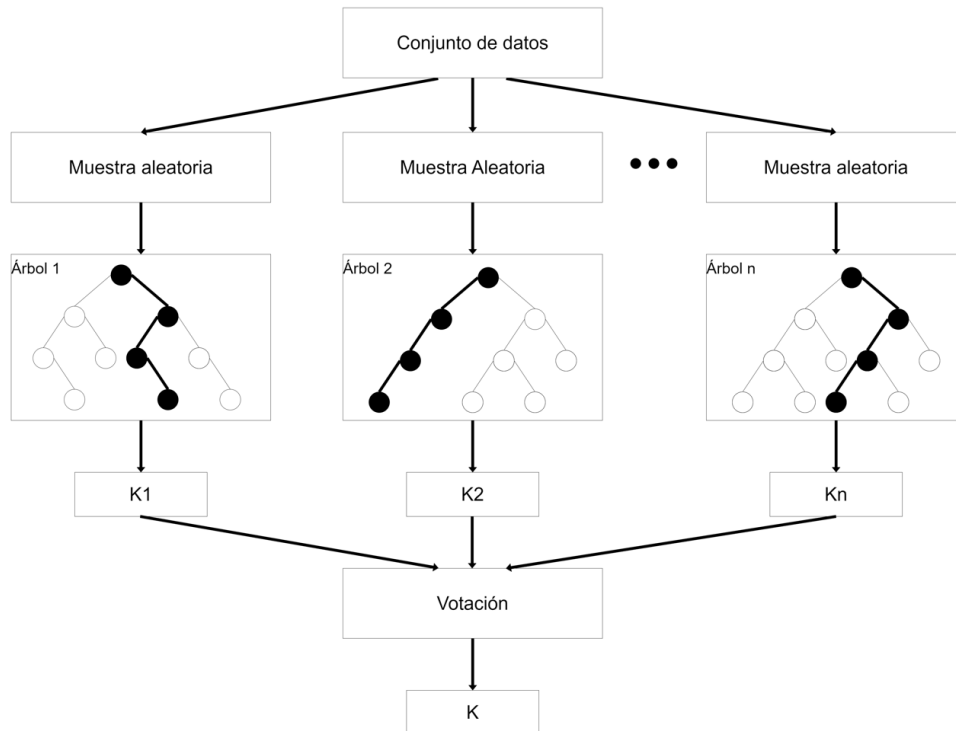 Conjunto de datos
Muestra aleatoria
Muestra Aleatoria
Muestra aleatoria
Árbol 1
Árbol 2
Árbol n
K1
K2
Kn
Votación
K